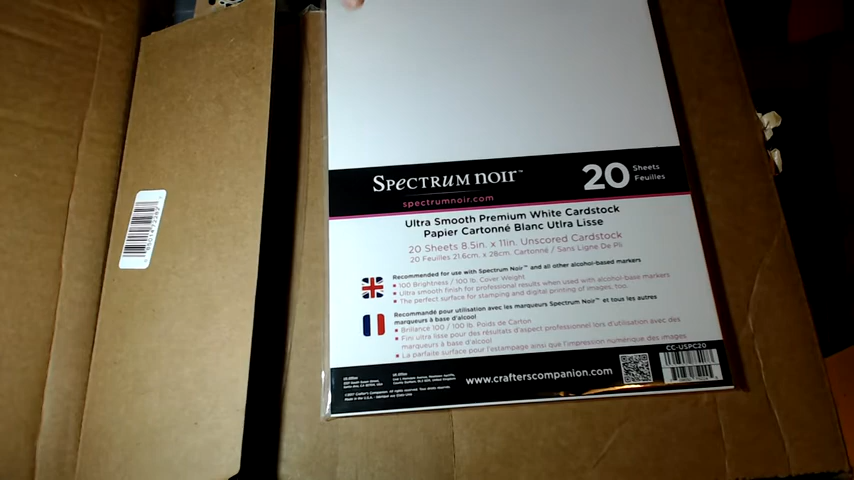 SPECTRUM NOIR™
spectrumnoir.com
20 Sheets
Feuilles
Ultra Smooth Premium White Cardstock
Papier Cartonné Blanc Utlra Lisse
20 Sheets 8.5in. x 11in. Unscored Cardstock
20 Feuilles 21.6cm. x 28cm. Cartonné / Sans Ligne De Pli
Recommended for use with Spectrum Noir™ and all other alcohol-based markers
100 Brightness / 100 lb. Cover Weight
Ultra smooth finish for professional results when used with alcohol-based markers
The perfect surface for stamping and digital printing of images, too
Recommandé pour utilisation avec les marqueurs Spectrum Noir™ et tous les autres
marqueurs à base d'alcool
Brillance 100 / 100 lb. Poids de Carton
Fini ultra lisse pour des résultats d'aspect professionnel lors d'utilisation avec des
marqueurs à base d'alcool
La parfaite surface pour l'estampage ainsi que l'impression numérique des images
CC-USPC20
www.crafterscompanion.com